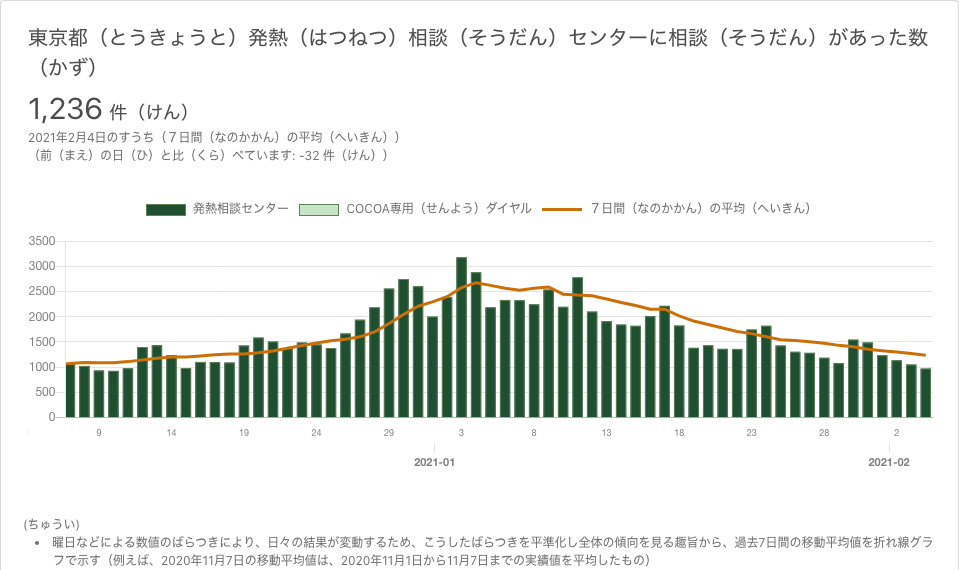 東京都（とうきょうと）発熱（はつねつ）相談（そうだん）センターに相談（そうだん）があった数
（かず）
1,236 件（けん）
2021年2月4日のすうち（７日間（なのかかん）の平均（へいきん））
（前（まえ）の日（ひ）と比（くら）べています: -32 件（けん））
発熱相談センター COCOA専用（せんよう）ダイヤル ７日間（なのかかん）の平均（へいきん）
3500
3000
2500
2000
1500
1000
500
0
9 14 19 24 29 3 8 13 18 23 28 2
2021-01 2021-02
(ちゅうい)
• 曜日などによる数値のばらつきにより、日々の結果が変動するため、こうしたばらつきを平準化し全体の傾向を見る趣旨から、過去7日間の移動平均値を折れ線グラ
フで示す（例えば、2020年11月7日の移動平均値は、2020年11月1日から11月7日までの実績値を平均したもの）